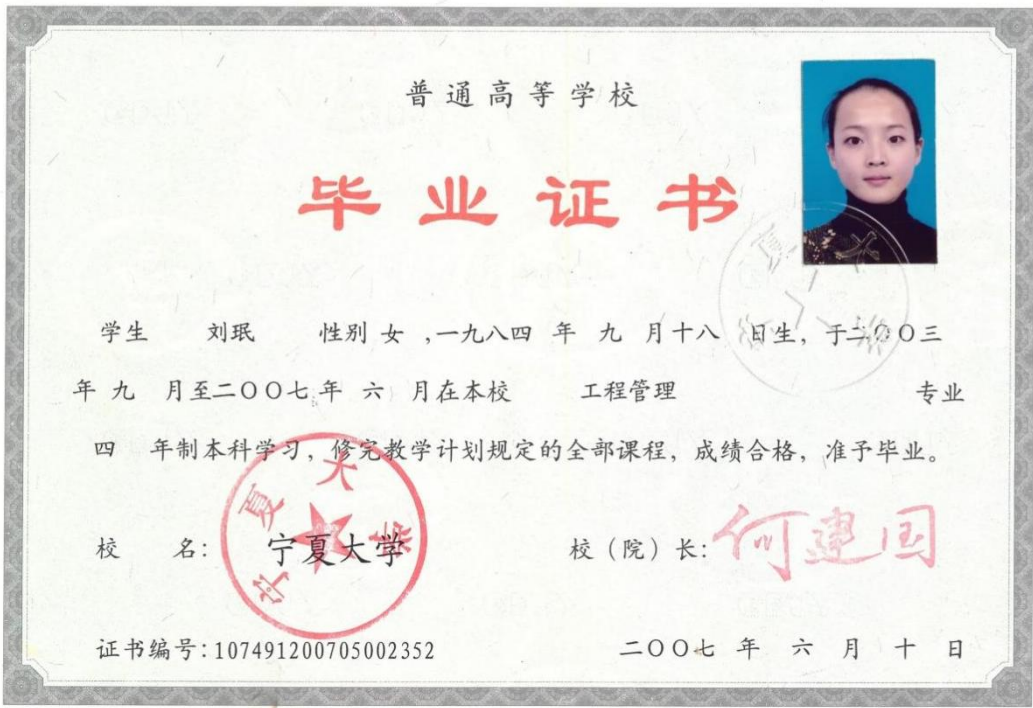 普通高等学校
毕业证书
学生 刘珉 性别 女 ,一九八四 年 九 月十八 日生，于二〇〇三
年 九 月至二〇〇七年 六 月在本校 工程管理 专业
四 年制本科学习，修完教学计划规定的全部课程，成绩合格，准予毕业。
校 名： 宁夏大学
宁夏大学
校（院）长：何建国
证书编号：107491200705002352
二〇〇七 年 六 月 十 日